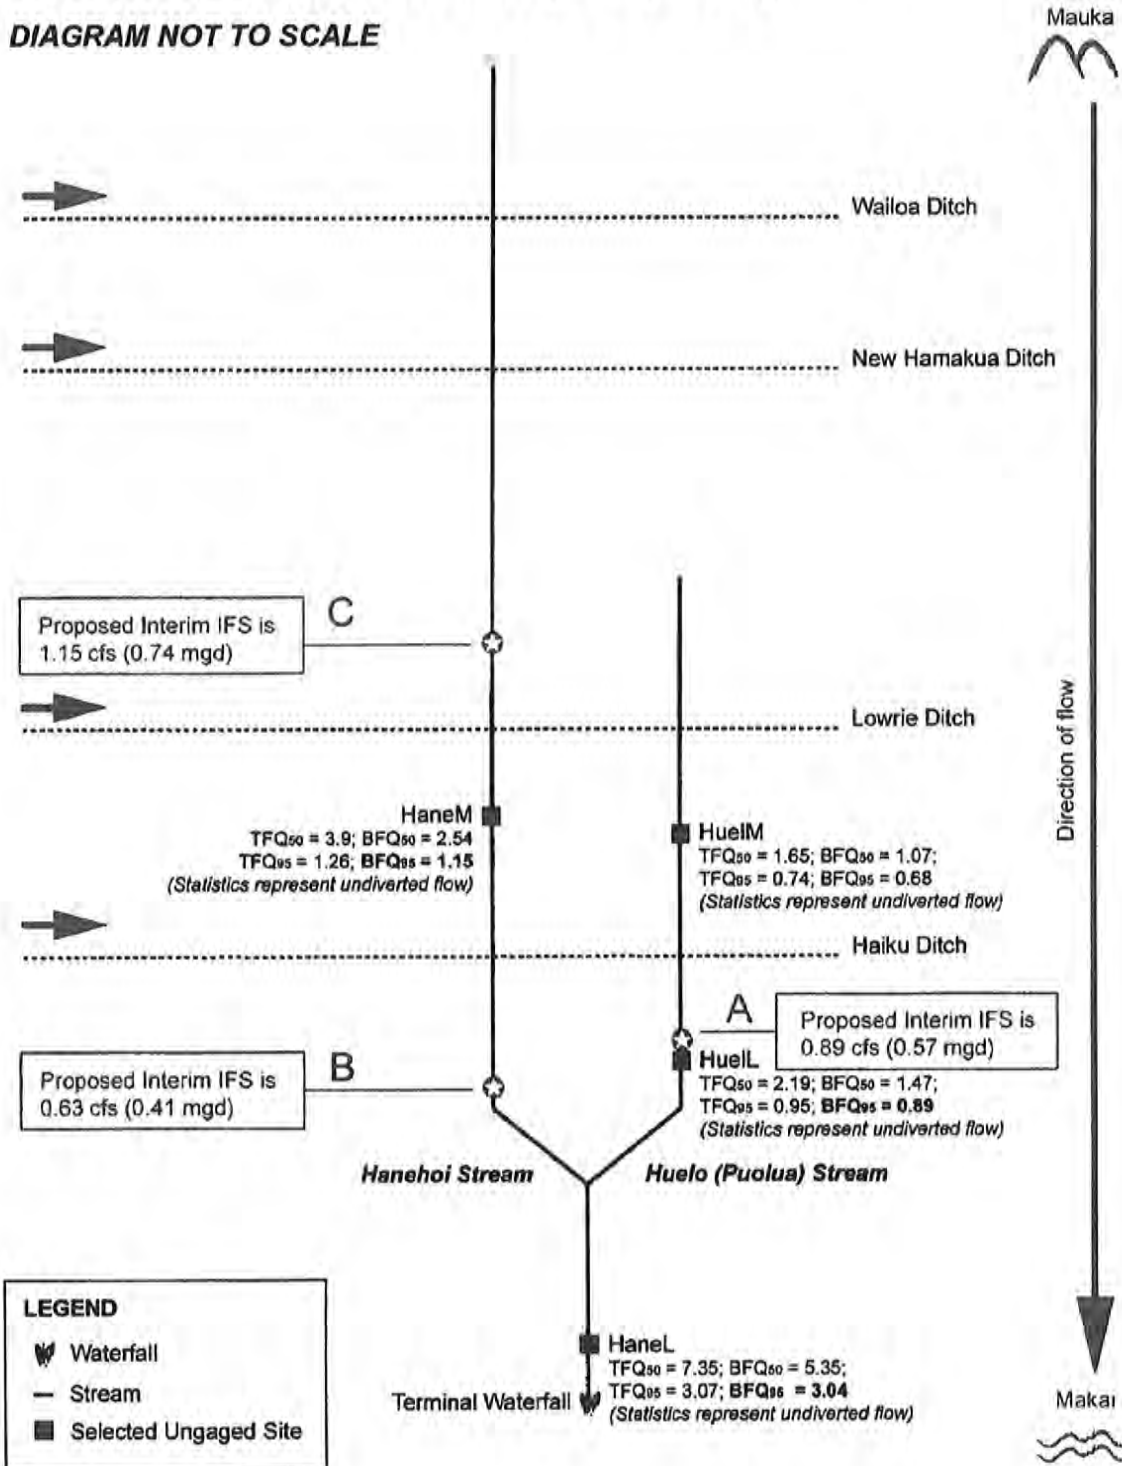 DIAGRAM NOT TO SCALE
Mauka
Wailoa Ditch
New Hamakua Ditch
Proposed Interim IFS is
1.15 cfs (0.74 mgd)
C
Lowrie Ditch
Direction of flow
HaneM
TFQ50 = 3.9; BFQ50 = 2.54
TFQ95 = 1.26; BFQ95 = 1.15
(Statistics represent undiverted flow)
HuelM
TFQ50 = 1.65; BFQ50 = 1.07;
TFQ95 = 0.74; BFQ95 = 0.68
(Statistics represent undiverted flow)
Haiku Ditch
A
Proposed Interim IFS is
0.89 cfs (0.57 mgd)
HuelL
TFQ50 = 2.19; BFQ50 = 1.47;
TFQ95 = 0.95; BFQ95 = 0.89
(Statistics represent undiverted flow)
Proposed Interim IFS is
0.63 cfs (0.41 mgd)
B
Hanehoi Stream
Huelo (Puolua) Stream
LEGEND
Waterfall
Stream
Selected Ungaged Site
HaneL
TFQ50 = 7.35; BFQ50 = 5.35;
TFQ95 = 3.07; BFQ95 = 3.04
(Statistics represent undiverted flow)
Terminal Waterfall
Makai